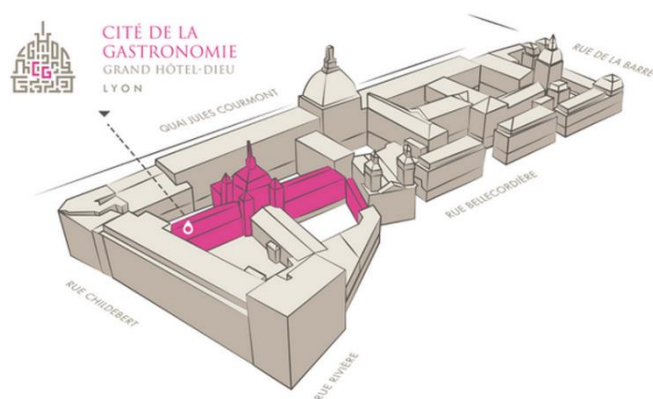 CITÉ DE LA
GASTRONOMIE
GRAND HÔTEL-DIEU
LYON
CG
QUAI JULES COURMONT
RUE DE LA BARRE
RUE BELLECORDIÈRE
RUE CHILDEBERT
RUE RIVIÈRE